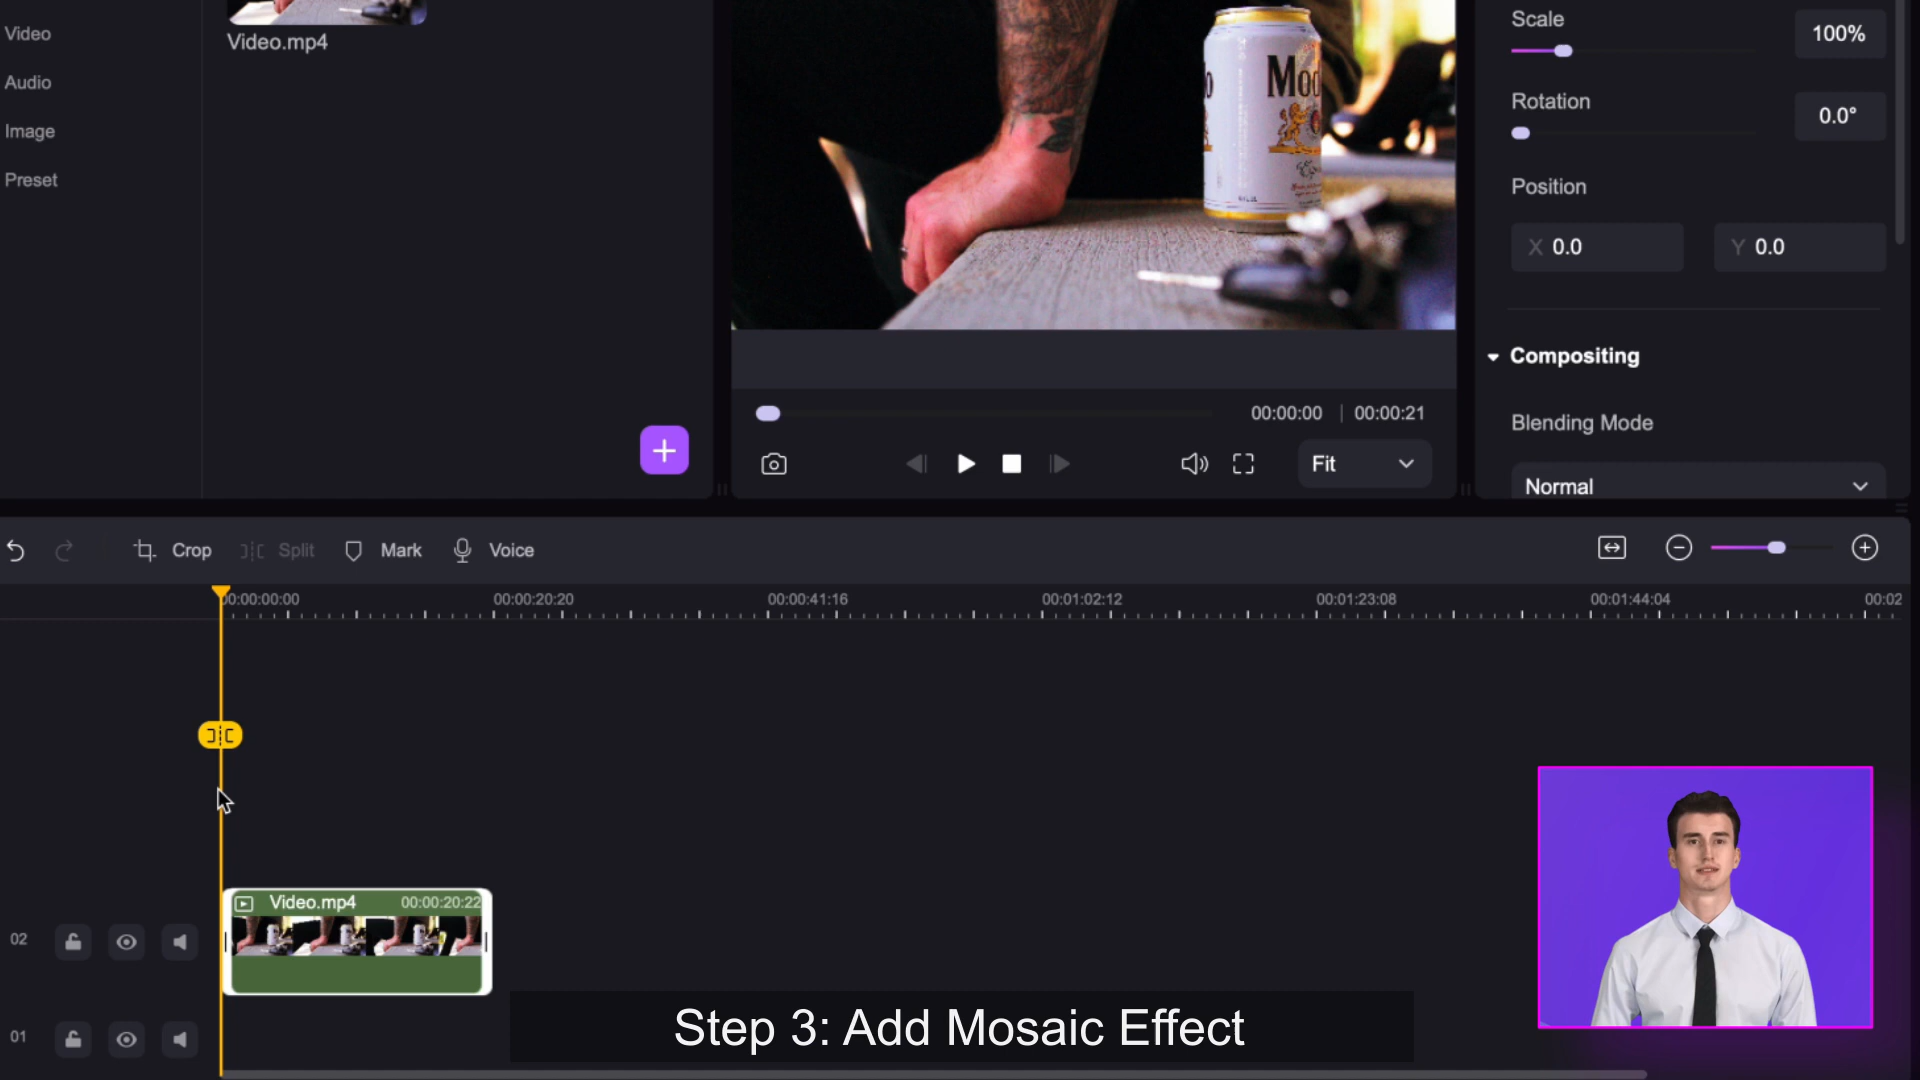 Video
Audio
Image
Preset
Video.mp4
Mod
Scale
100%
Rotation
0.0°
Position
X 0.0
Y 0.0
Compositing
Blending Mode
Normal
00:00:00 | 00:00:21
Fit
Crop
Split
Mark
Voice
00:00:00:00
00:00:20:20
00:00:41:16
00:01:02:12
00:01:23:08
00:01:44:04
00:02
Video.mp4
00:00:20:22
02
01
Step 3: Add Mosaic Effect